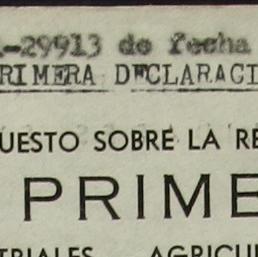 .-29913 de fecha
RIMERA DECLARACI
UESTO SOBRE LA RE
PRIME
TRIALES AGRICUL